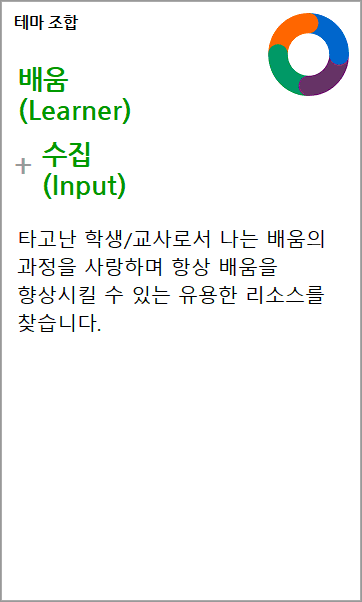 테마 조합
배움
(Learner)
+ 수집
(Input)
타고난 학생/교사로서 나는 배움의
과정을 사랑하며 항상 배움을
향상시킬 수 있는 유용한 리소스를
찾습니다.